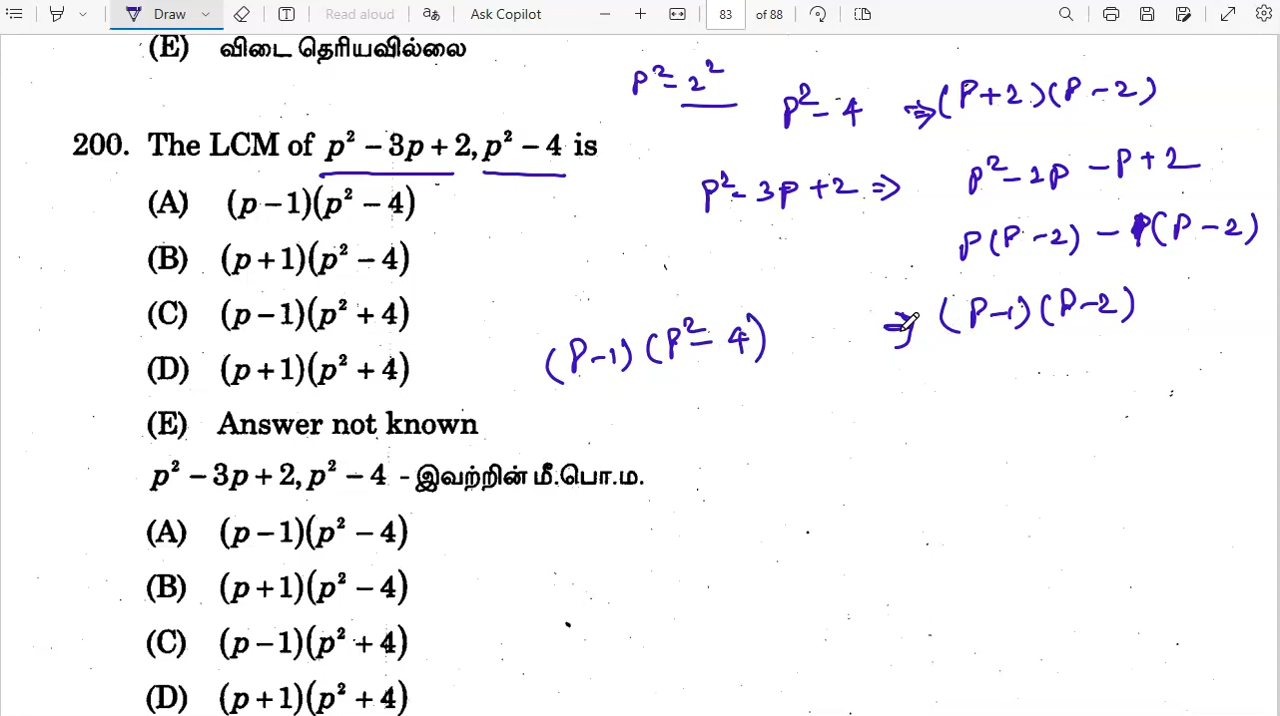 Draw Read aloud aあ Ask Copilot 83 of 88
(E) விடை தெரியவில்லை
P² - 2²
P² - 4 ⇒ (P+2)(P-2)
200. The LCM of p² − 3p + 2, p² − 4 is
P² - 3P + 2 ⇒ P² - 2P - P + 2
(A) (p − 1)(p² − 4)
P(P-2) - 1(P-2)
(B) (p + 1)(p² − 4)
(C) (p − 1)(p² + 4)
⇒ (P-1)(P-2)
(P-1)(P² - 4)
(D) (p + 1)(p² + 4)
(E) Answer not known
p² − 3p + 2, p² − 4 - இவற்றின் மீ.பொ.ம.
(A) (p − 1)(p² − 4)
(B) (p + 1)(p² − 4)
(C) (p − 1)(p² + 4)
(D) (p + 1)(p² + 4)